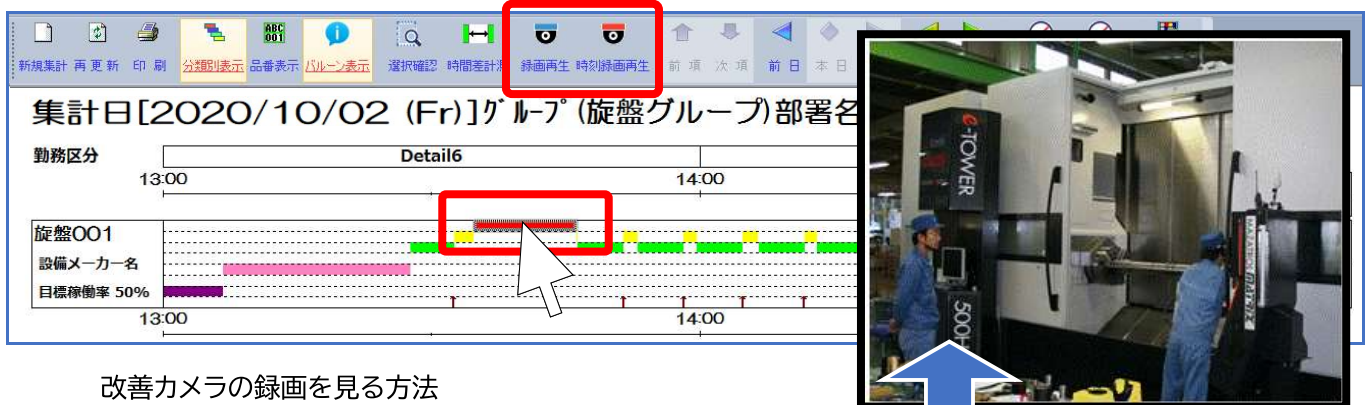 新規集計 再更新 印刷 分類別表示 品番表示 バルーン表示 選択確認 時間差計測 録画再生 時刻録画再生 前項 次項 前日 本日
ABC
001
集計日[2020/10/02 (Fr)]ｸﾞﾙｰﾌﾟ(旋盤グループ)部署名
勤務区分 Detail6
13:00 14:00
旋盤001
設備メーカー名
目標稼働率 50%
13:00 14:00
e-TOWER
500H
MATRIX
改善カメラの録画を見る方法